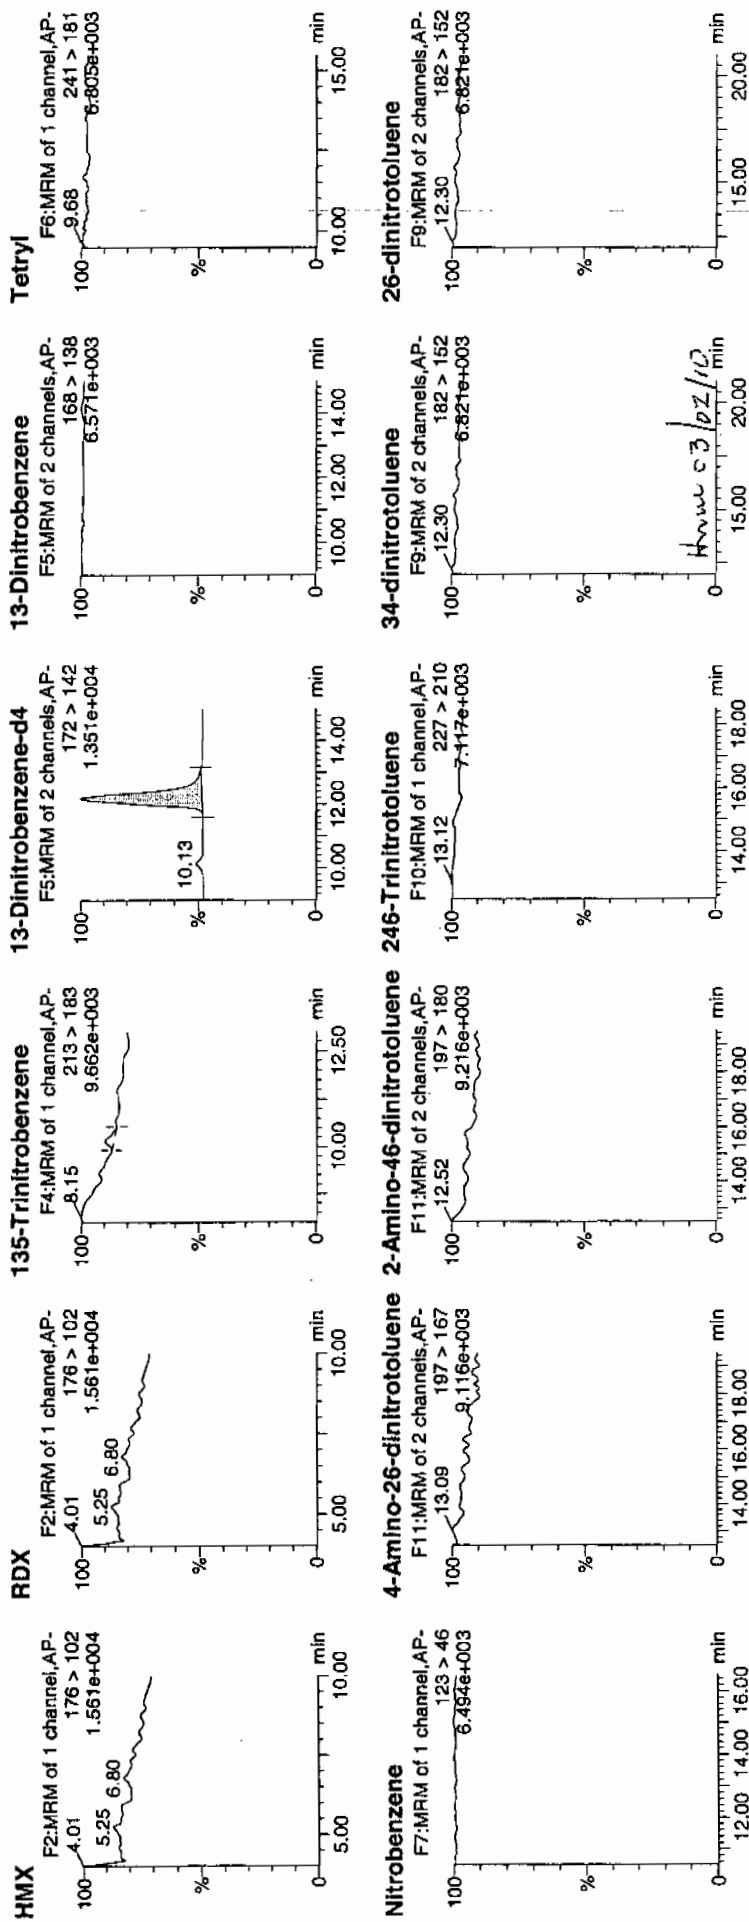 HMX
F2:MRM of 1 channel,AP-
176 > 102
1.561e+004
4.01
5.25
6.80
100
%
0
5.00 10.00
min
RDX
F2:MRM of 1 channel,AP-
176 > 102
1.561e+004
4.01
5.25
6.80
100
%
0
5.00 10.00
min
135-Trinitrobenzene
F4:MRM of 1 channel,AP-
213 > 183
9.662e+003
8.15
100
%
0
10.00 12.50
min
13-Dinitrobenzene-d4
F5:MRM of 2 channels,AP-
172 > 142
1.351e+004
10.13
100
%
0
10.00 12.00 14.00
min
13-Dinitrobenzene
F5:MRM of 2 channels,AP-
168 > 138
6.571e+003
100
%
0
10.00 12.00 14.00
min
Tetryl
F6:MRM of 1 channel,AP-
241 > 181
6.805e+003
9.68
100
%
0
10.00 15.00
min
Nitrobenzene
F7:MRM of 1 channel,AP-
123 > 46
6.494e+003
100
%
0
12.00 14.00 16.00
min
4-Amino-26-dinitrotoluene
F11:MRM of 2 channels,AP-
197 > 167
9.116e+003
13.09
100
%
0
14.00 16.00 18.00
min
2-Amino-46-dinitrotoluene
F11:MRM of 2 channels,AP-
197 > 180
9.216e+003
12.52
100
%
0
14.00 16.00 18.00
min
246-Trinitrotoluene
F10:MRM of 1 channel,AP-
227 > 210
7.117e+003
13.12
100
%
0
14.00 16.00 18.00
min
34-dinitrotoluene
F9:MRM of 2 channels,AP-
182 > 152
6.821e+003
12.30
100
%
0
15.00 20.00
min
03/02/10
26-dinitrotoluene
F9:MRM of 2 channels,AP-
182 > 152
6.821e+003
12.30
100
%
0
15.00 20.00
min